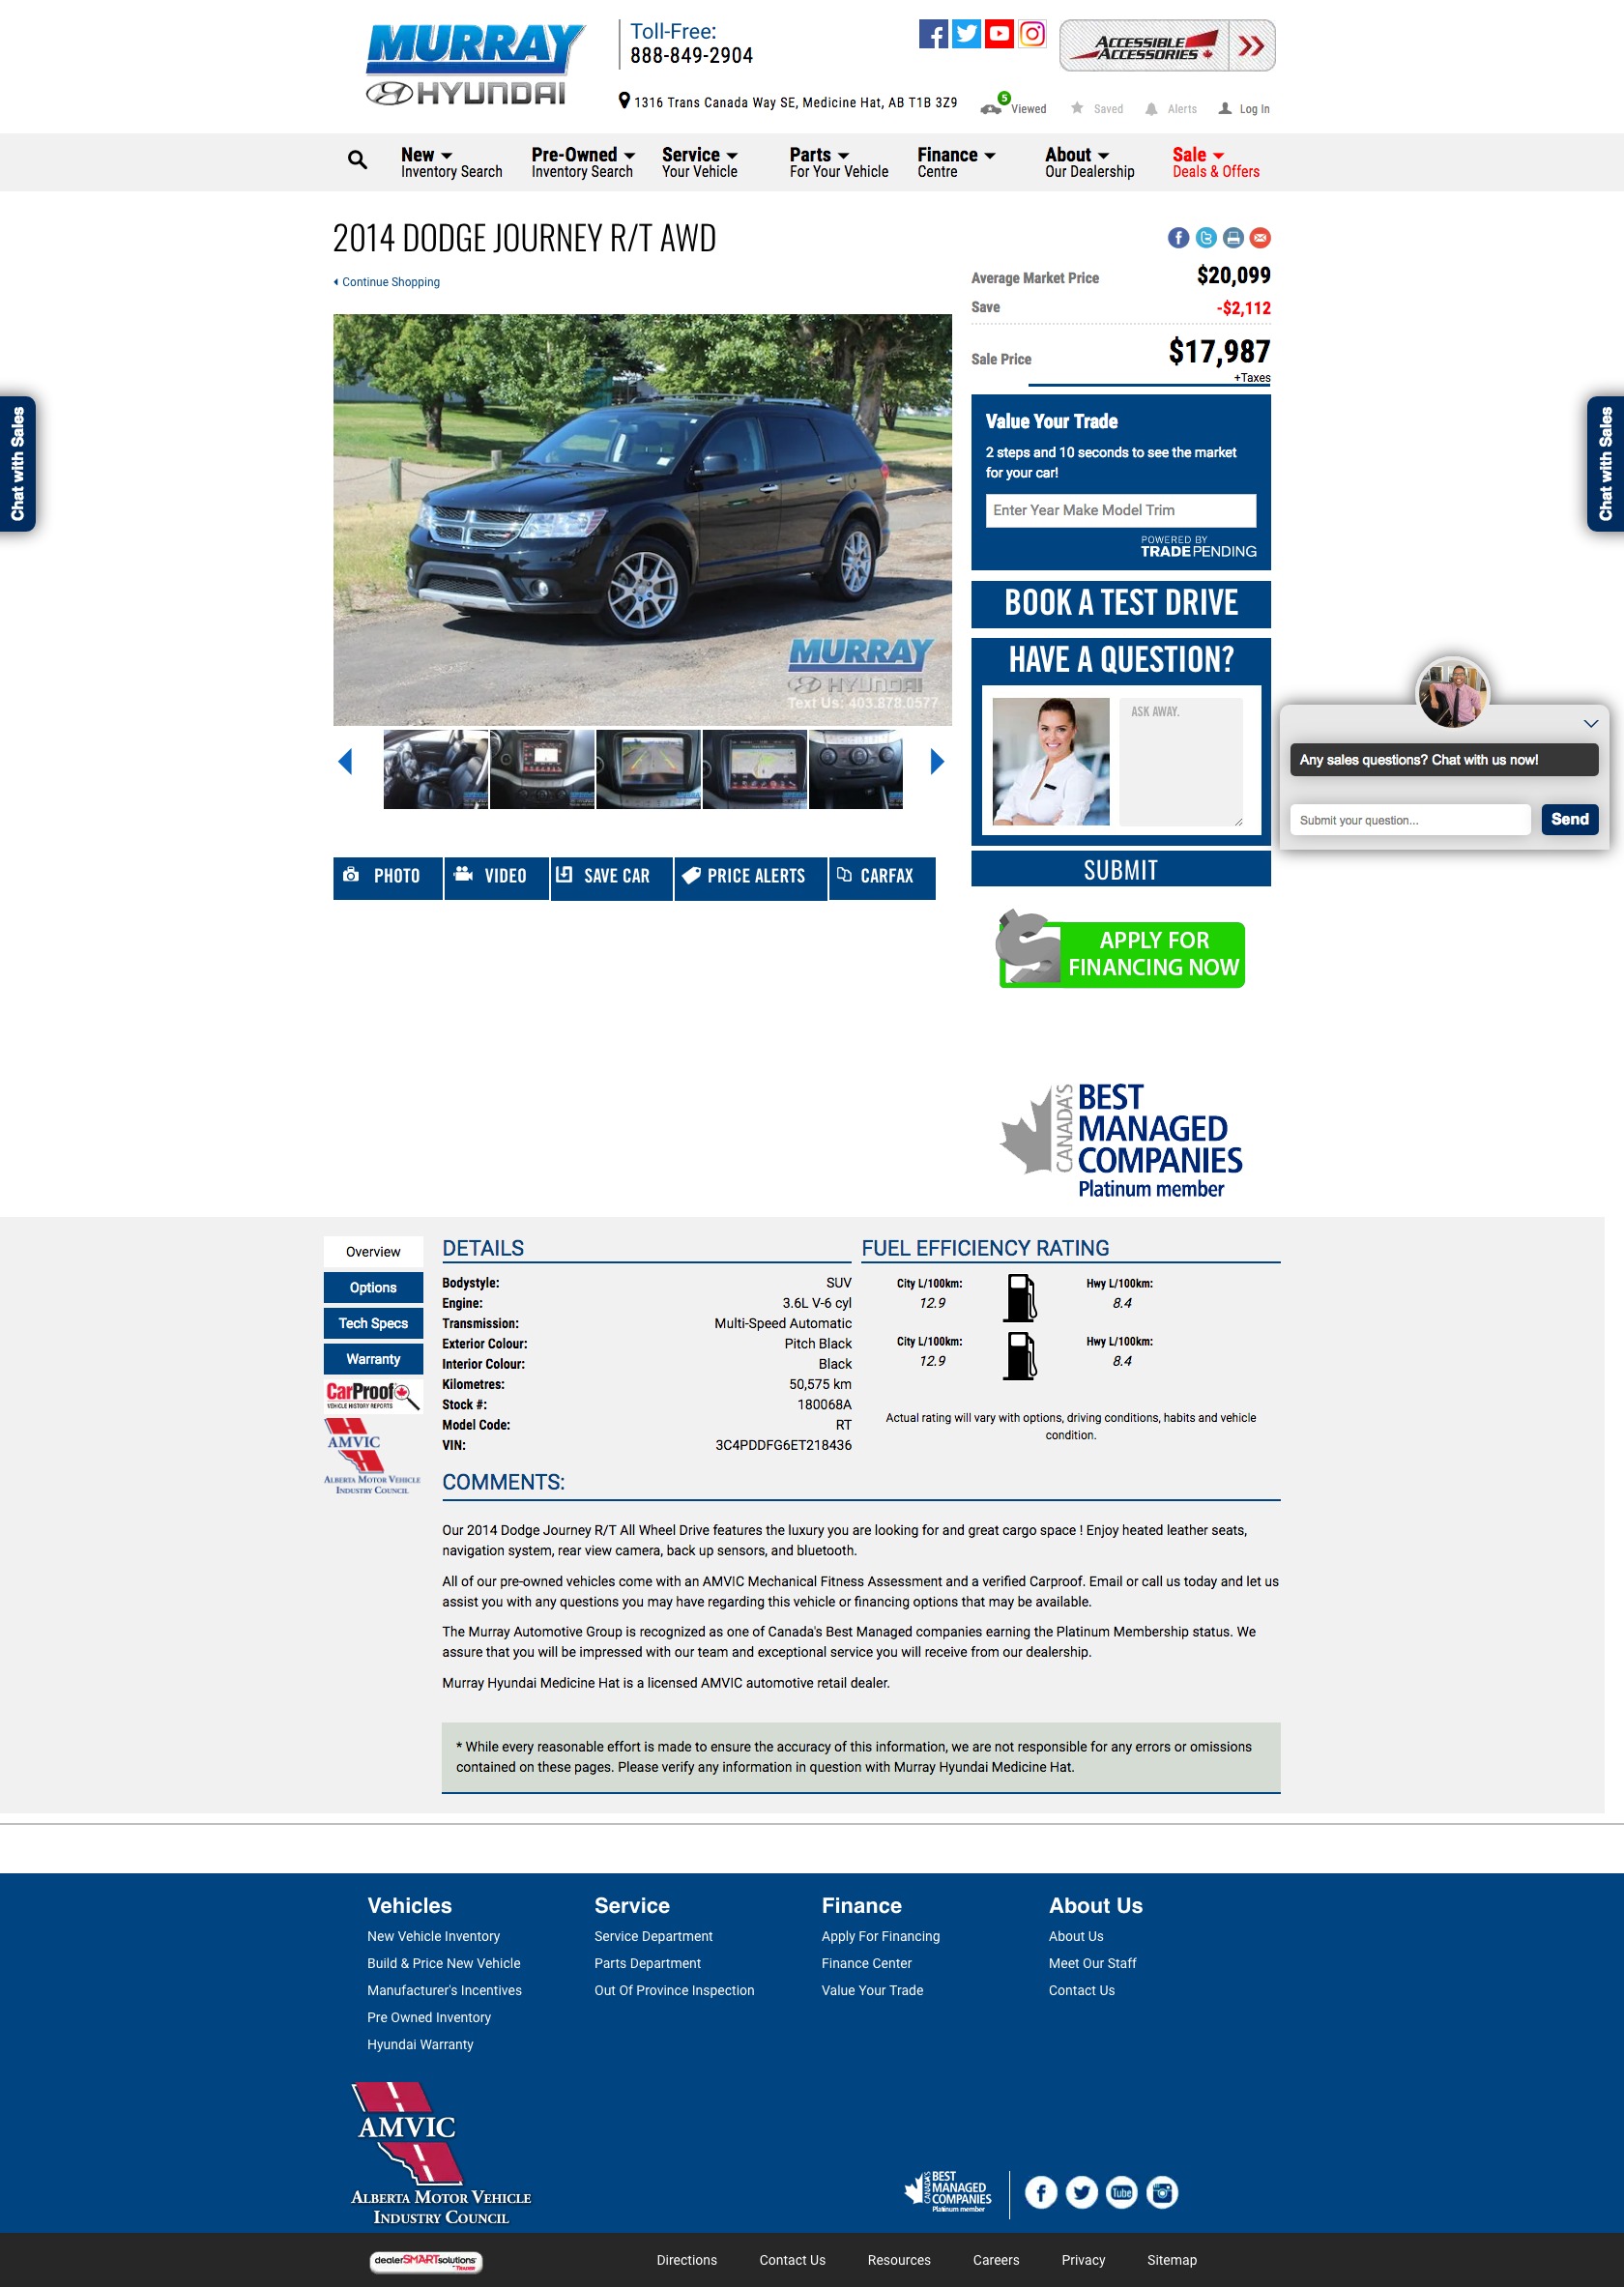 MURRAY
HYUNDAI
Toll-Free:
888-849-2904
1316 Trans Canada Way SE, Medicine Hat, AB T1B 3Z9
ACCESSIBLE
ACCESSORIES
5
Viewed
Saved
Alerts
Log In
New
Inventory Search
Pre-Owned
Inventory Search
Service
Your Vehicle
Parts
For Your Vehicle
Finance
Centre
About
Our Dealership
Sale
Deals & Offers
2014 DODGE JOURNEY R/T AWD
Continue Shopping
Average Market Price $20,099
Save -$2,112
Sale Price $17,987
+Taxes
Chat with Sales
Chat with Sales
Value Your Trade
2 steps and 10 seconds to see the market
for your car!
Enter Year Make Model Trim
POWERED BY
TRADE PENDING
BOOK A TEST DRIVE
HAVE A QUESTION?
ASK AWAY.
SUBMIT
MURRAY
HYUNDAI
Text Us: 403.878.0577
Any sales questions? Chat with us now!
Submit your question...
Send
PHOTO
VIDEO
SAVE CAR
PRICE ALERTS
CARFAX
APPLY FOR
FINANCING NOW
CANADA'S
BEST
MANAGED
COMPANIES
Platinum member
Overview
Options
Tech Specs
Warranty
CarProof
VEHICLE HISTORY REPORTS
AMVIC
ALBERTA MOTOR VEHICLE
INDUSTRY COUNCIL
DETAILS
Bodystyle: SUV
Engine: 3.6L V-6 cyl
Transmission: Multi-Speed Automatic
Exterior Colour: Pitch Black
Interior Colour: Black
Kilometres: 50,575 km
Stock #: 180068A
Model Code: RT
VIN: 3C4PDDFG6ET218436
FUEL EFFICIENCY RATING
City L/100km: Hwy L/100km:
12.9 8.4
City L/100km: Hwy L/100km:
12.9 8.4
Actual rating will vary with options, driving conditions, habits and vehicle
condition.
COMMENTS:
Our 2014 Dodge Journey R/T All Wheel Drive features the luxury you are looking for and great cargo space ! Enjoy heated leather seats,
navigation system, rear view camera, back up sensors, and bluetooth.
All of our pre-owned vehicles come with an AMVIC Mechanical Fitness Assessment and a verified Carproof. Email or call us today and let us
assist you with any questions you may have regarding this vehicle or financing options that may be available.
The Murray Automotive Group is recognized as one of Canada's Best Managed companies earning the Platinum Membership status. We
assure that you will be impressed with our team and exceptional service you will receive from our dealership.
Murray Hyundai Medicine Hat is a licensed AMVIC automotive retail dealer.
* While every reasonable effort is made to ensure the accuracy of this information, we are not responsible for any errors or omissions
contained on these pages. Please verify any information in question with Murray Hyundai Medicine Hat.
Vehicles
New Vehicle Inventory
Build & Price New Vehicle
Manufacturer's Incentives
Pre Owned Inventory
Hyundai Warranty
Service
Service Department
Parts Department
Out Of Province Inspection
Finance
Apply For Financing
Finance Center
Value Your Trade
About Us
About Us
Meet Our Staff
Contact Us
AMVIC
ALBERTA MOTOR VEHICLE
INDUSTRY COUNCIL
CANADA'S
BEST
MANAGED
COMPANIES
Platinum member
Tube
dealerSMARTsolutions
Directions
Contact Us
Resources
Careers
Privacy
Sitemap